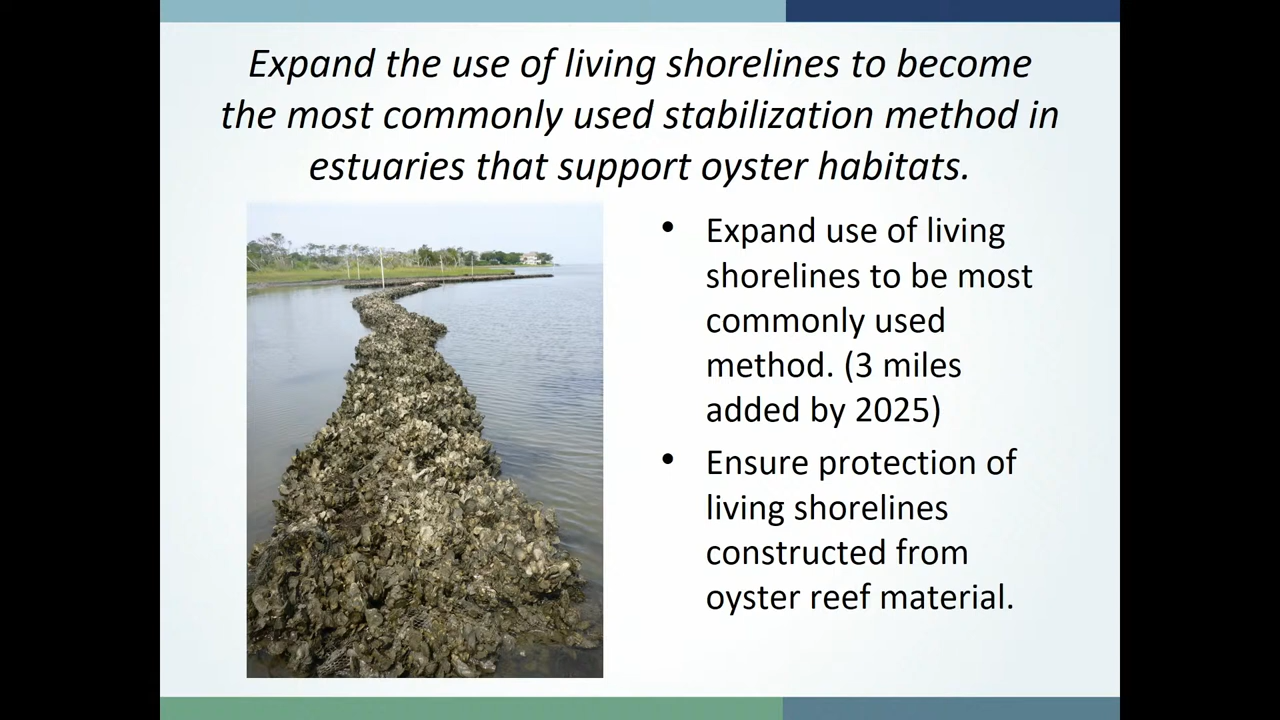 Expand the use of living shorelines to become
the most commonly used stabilization method in
estuaries that support oyster habitats.
• Expand use of living
shorelines to be most
commonly used
method. (3 miles
added by 2025)
• Ensure protection of
living shorelines
constructed from
oyster reef material.